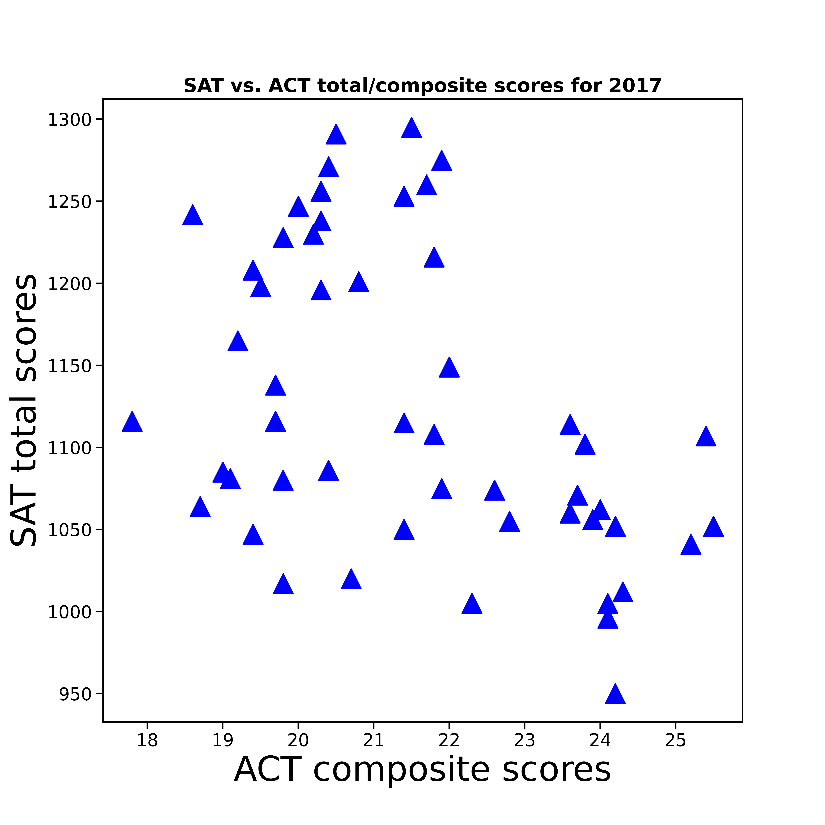 SAT vs. ACT total/composite scores for 2017
1300
1250
1200
1150
1100
1050
1000
950
SAT total scores
18 19 20 21 22 23 24 25
ACT composite scores